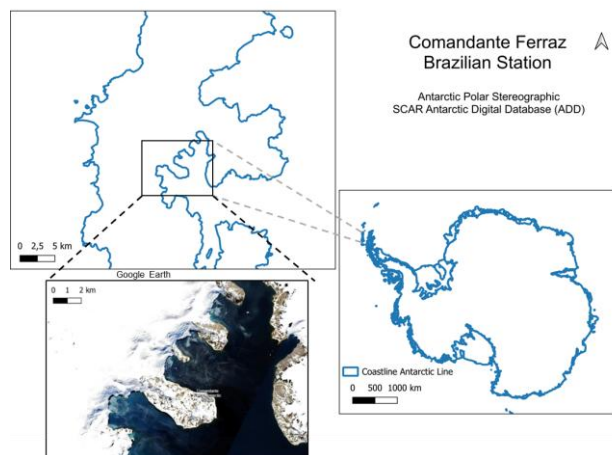 Comandante Ferraz
Brazilian Station
Antarctic Polar Stereographic
SCAR Antarctic Digital Database (ADD)
0 2,5 5 km
Google Earth
0 1 2 km
Comandante
Coastline Antarctic Line
0 500 1000 km